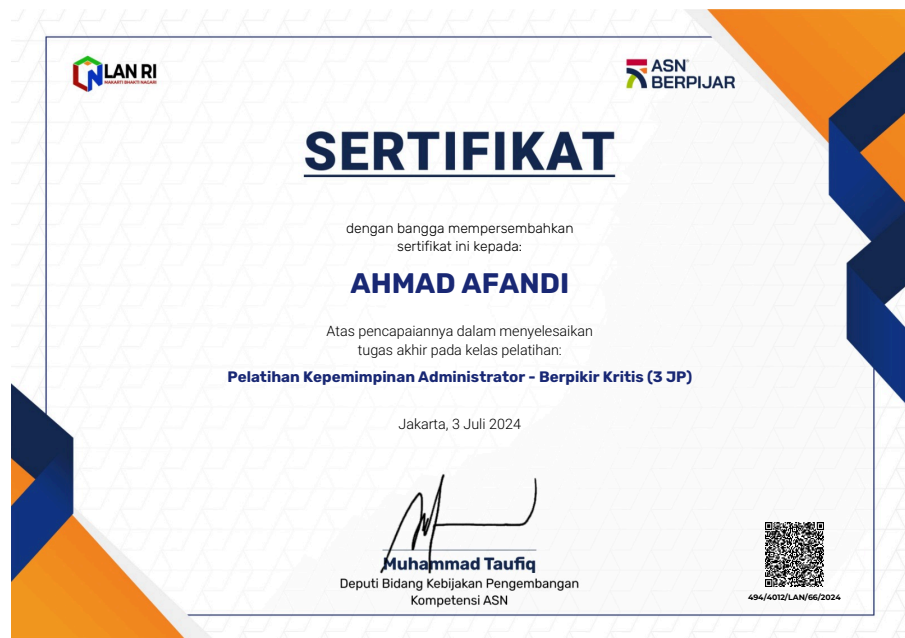 LAN RI
MAKARTI BHAKTI NAGARI
ASN
BERPIJAR
SERTIFIKAT
dengan bangga mempersembahkan
sertifikat ini kepada:
AHMAD AFANDI
Atas pencapaiannya dalam menyelesaikan
tugas akhir pada kelas pelatihan:
Pelatihan Kepemimpinan Administrator - Berpikir Kritis (3 JP)
Jakarta, 3 Juli 2024
Muhammad Taufiq
Deputi Bidang Kebijakan Pengembangan
Kompetensi ASN
494/4012/LAN/66/2024